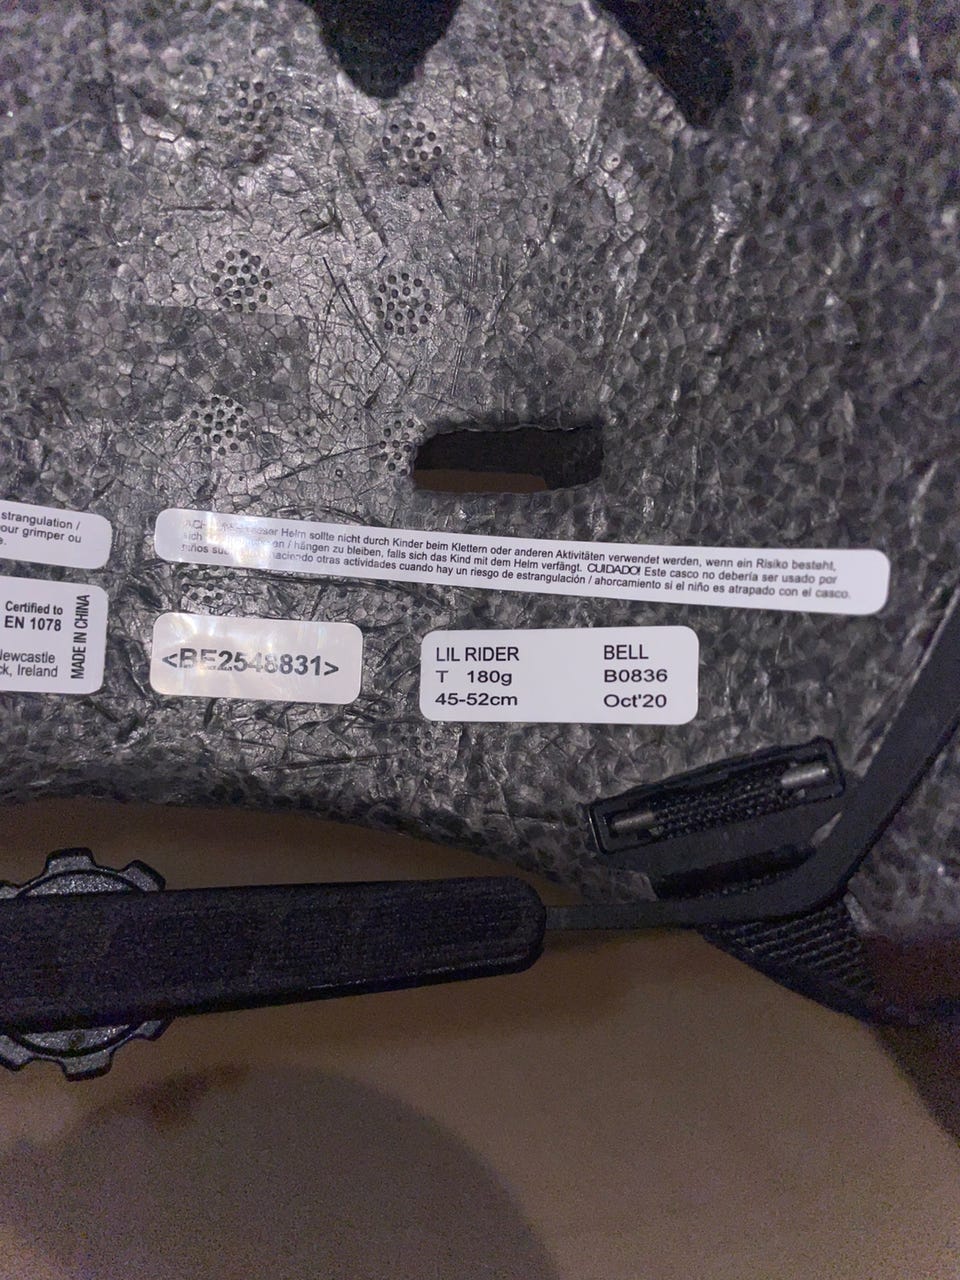 strangulation /
our grimper ou
e.
Helm sollte nicht durch Kinder beim Klettern oder anderen Aktivitäten verwendet werden, wenn ein Risiko besteht,
/ hängen zu bleiben, falls sich das Kind mit dem Helm verfängt. CUIDADO! Este casco no debería ser usado por
niños haciendo otras actividades cuando hay un riesgo de estrangulación / ahorcamiento si el niño es atrapado con el casco.
Certified to
EN 1078
ewcastle
ck, Ireland
MADE IN CHINA
<BE2548831>
LIL RIDER BELL
T 180g B0836
45-52cm Oct'20